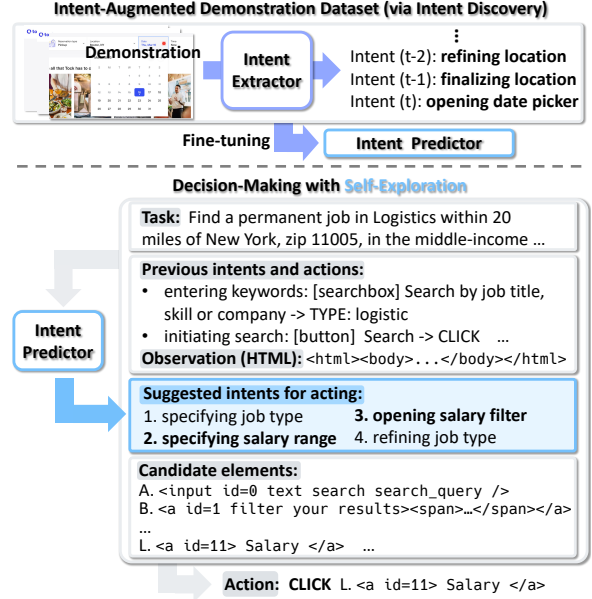 Intent-Augmented Demonstration Dataset (via Intent Discovery)
Demonstration
Intent
Extractor
⋮
Intent (t-2): refining location
Intent (t-1): finalizing location
Intent (t): opening date picker
Fine-tuning
Intent Predictor
Decision-Making with Self-Exploration
Task: Find a permanent job in Logistics within 20
miles of New York, zip 11005, in the middle-income ...
Previous intents and actions:
• entering keywords: [searchbox] Search by job title,
skill or company -> TYPE: logistic
• initiating search: [button] Search -> CLICK ...
Observation (HTML): <html><body>...</body></html>
Intent
Predictor
Suggested intents for acting:
1. specifying job type 3. opening salary filter
2. specifying salary range 4. refining job type
Candidate elements:
A. <input id=0 text search search_query />
B. <a id=1 filter your results><span>…</span></a>
...
L. <a id=11> Salary </a> ...
Action: CLICK L. <a id=11> Salary </a>